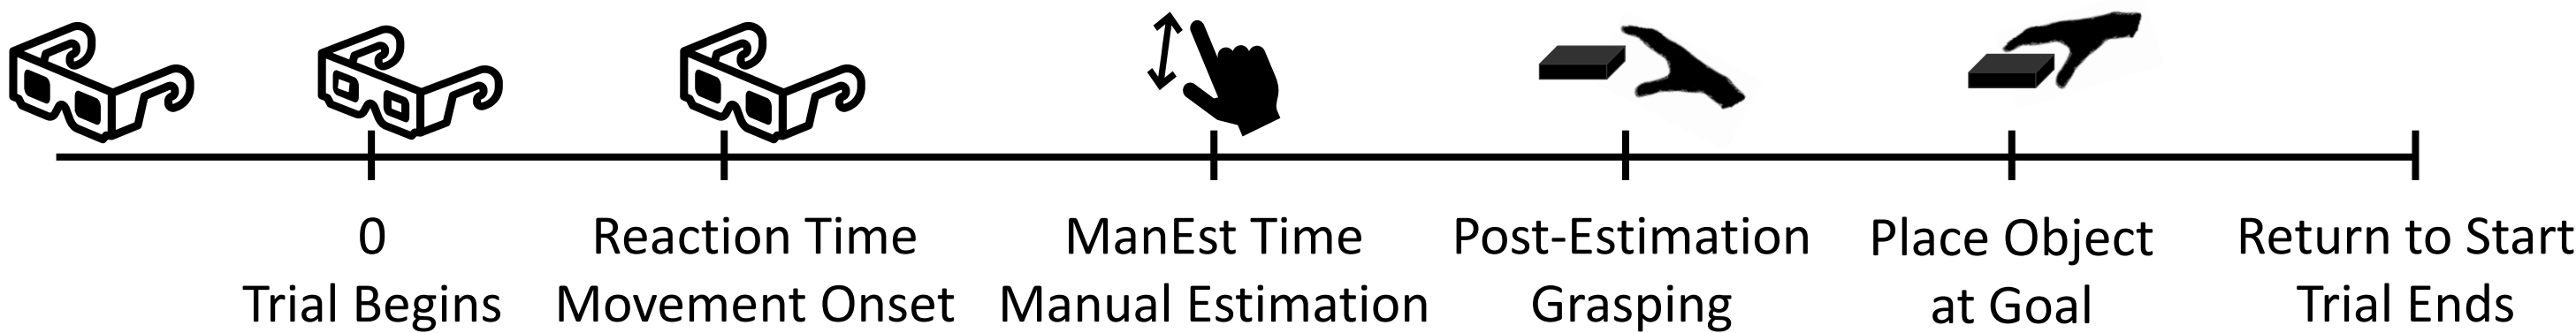 0
Trial Begins
Reaction Time
Movement Onset
ManEst Time
Manual Estimation
Post-Estimation
Grasping
Place Object
at Goal
Return to Start
Trial Ends